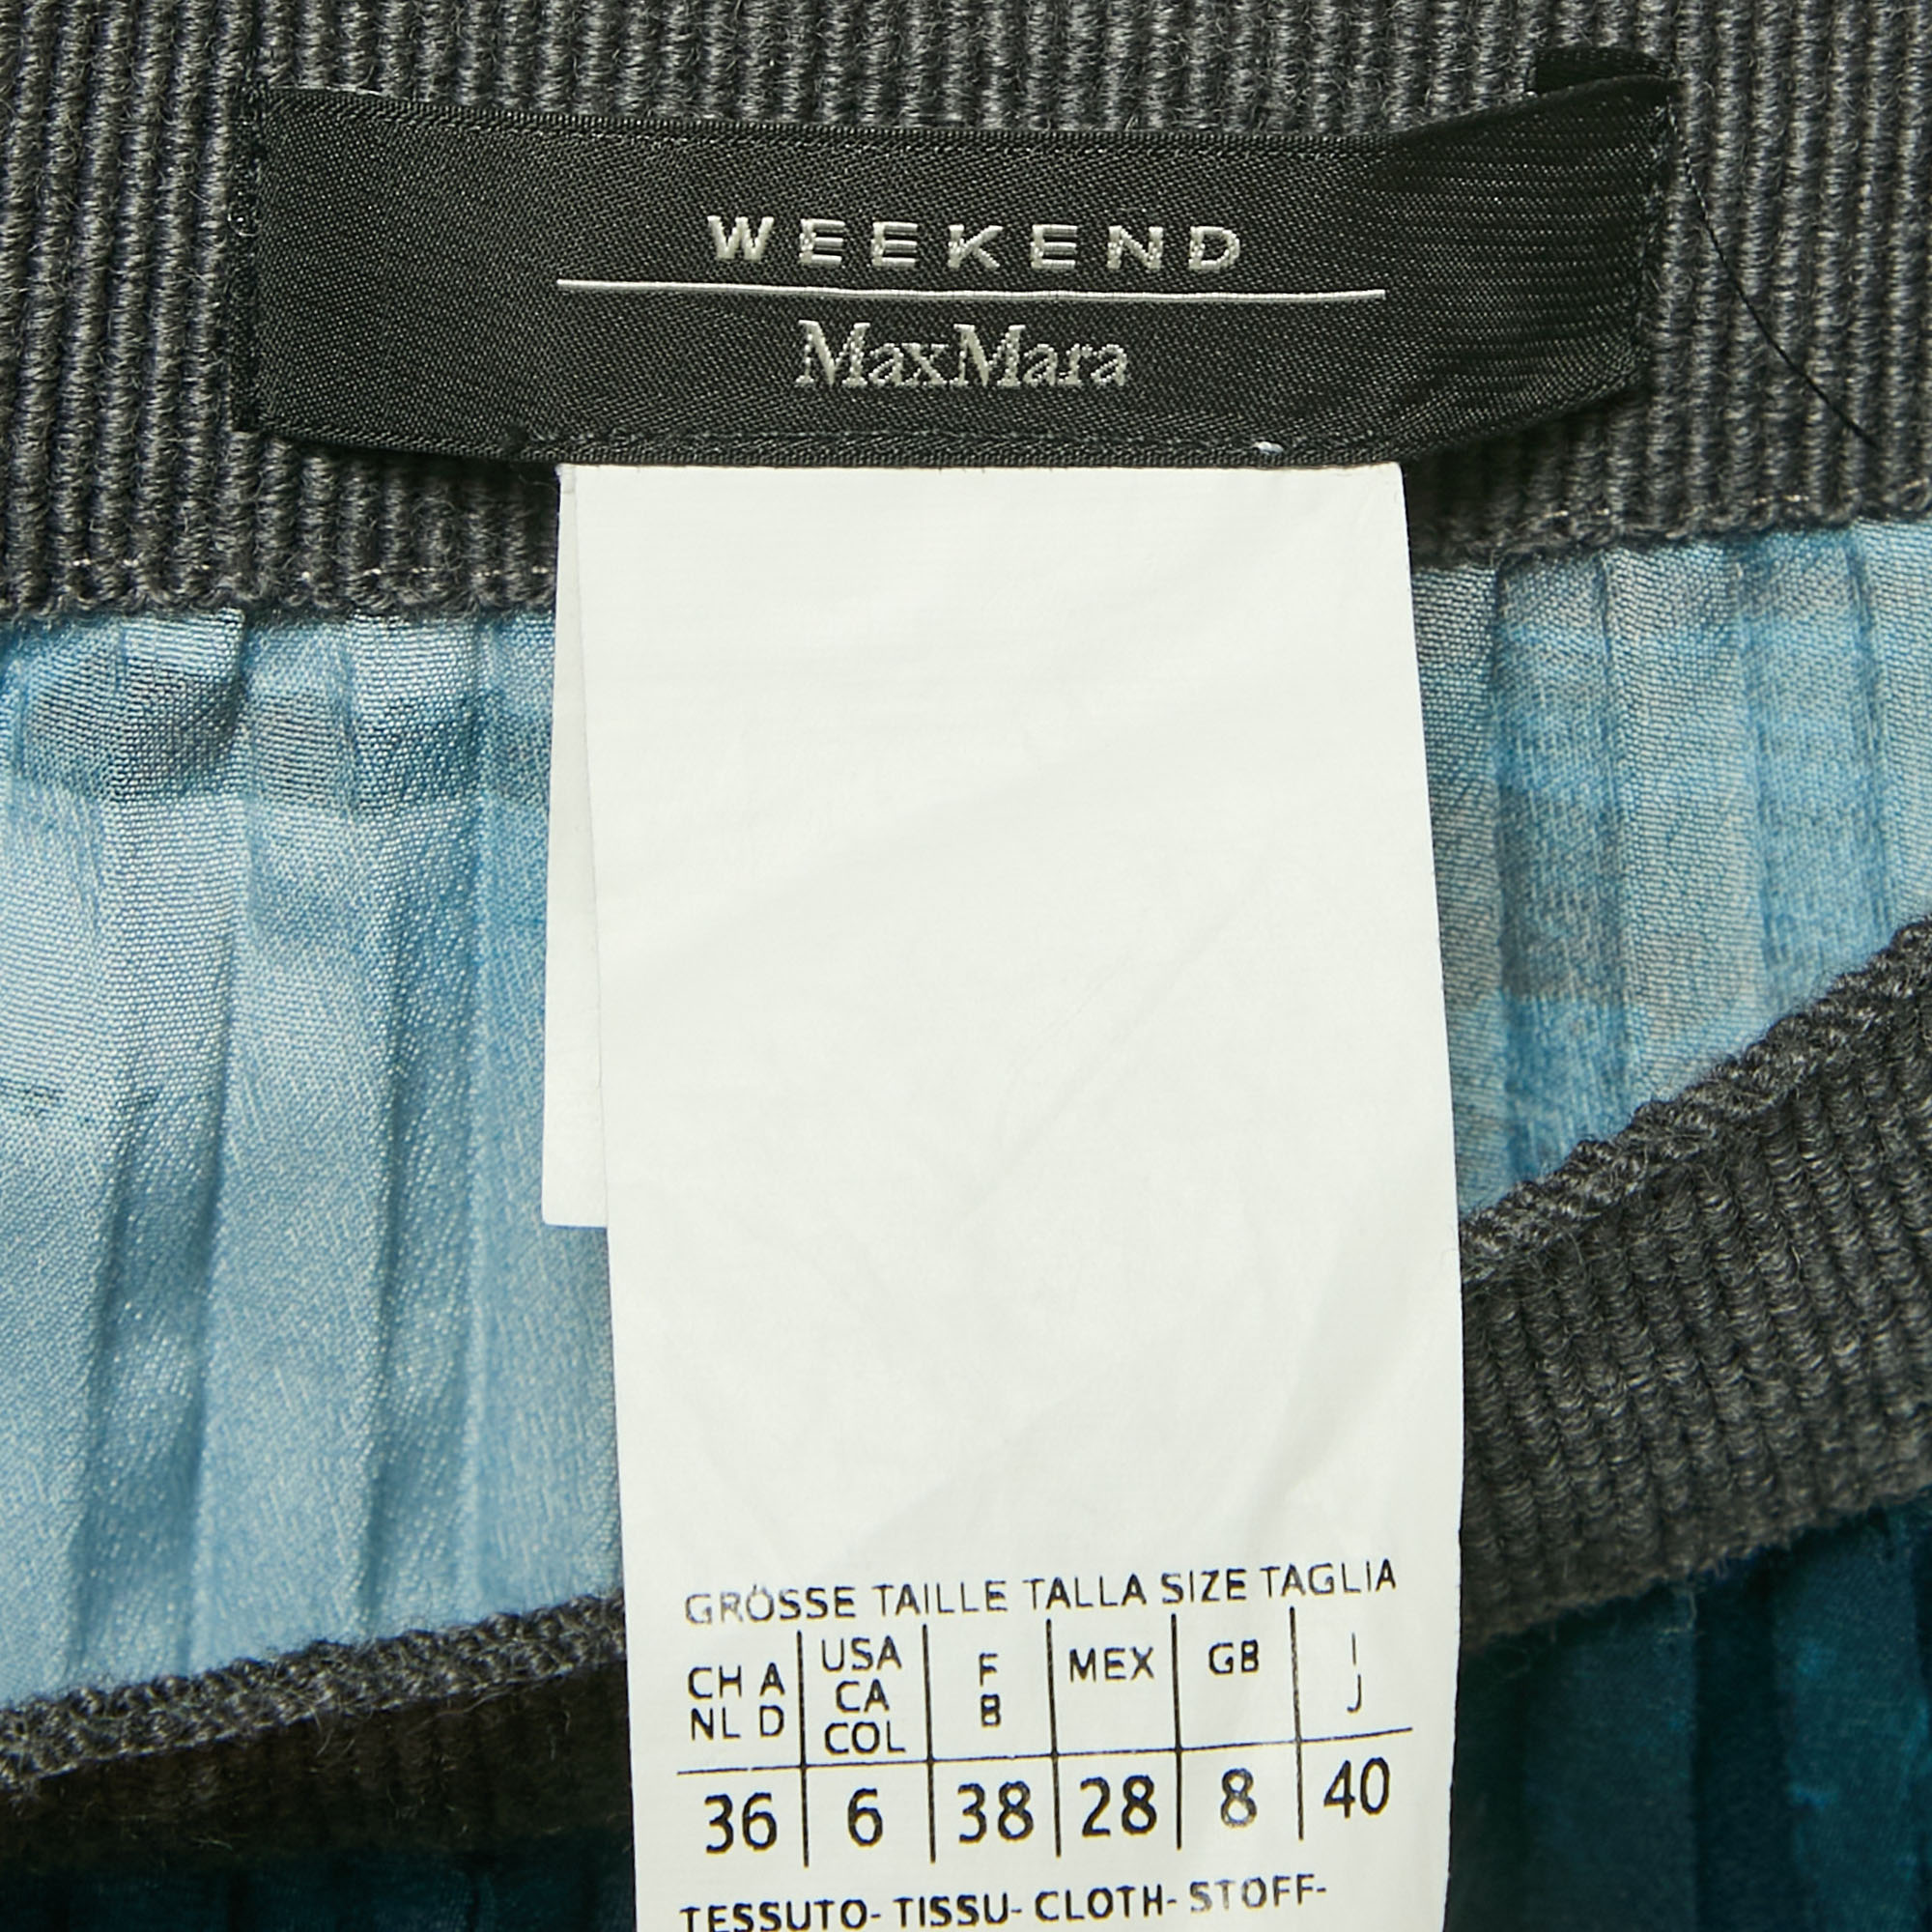 WEEKEND
MaxMara
GRÖSSE TAILLE TALLA SIZE TAGLIA
CH A NL D | USA CA COL | F B | MEX | GB | I J
36 | 6 | 38 | 28 | 8 | 40
TESSUTO- TISSU- CLOTH- STOFF-